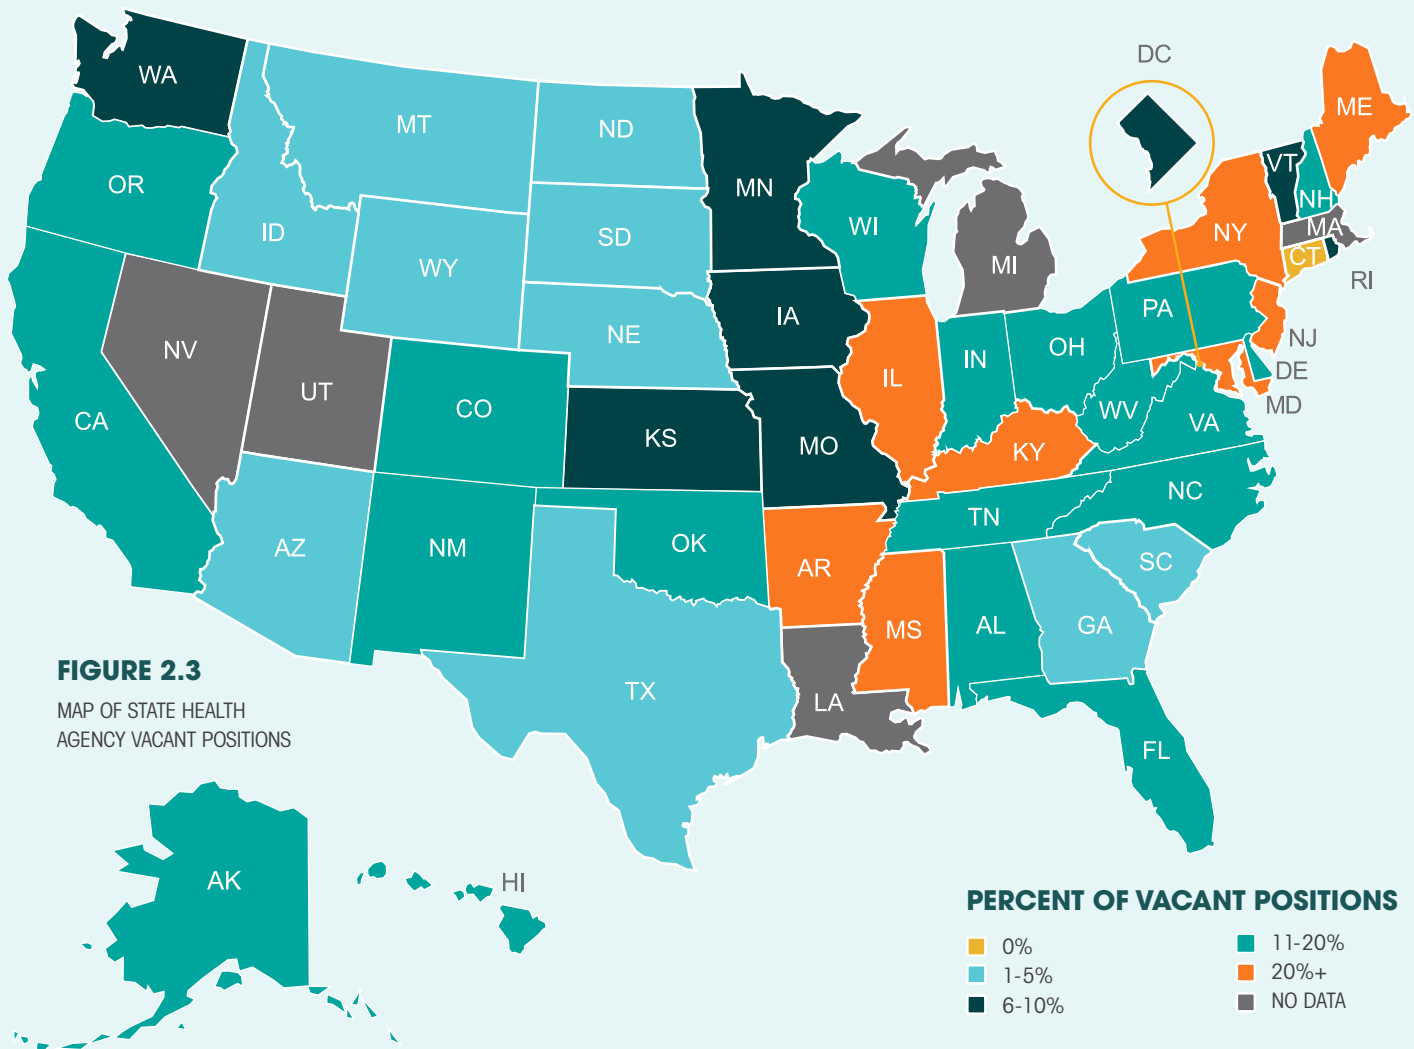 DC
WA
ME
MT
ND
VT
OR
MN
NH
WI
MA
ID
SD
NY
CT
WY
MI
RI
IA
PA
NE
NV
NJ
OH
IN
UT
IL
DE
CO
MD
WV
CA
VA
KS
MO
KY
NC
TN
AZ
NM
OK
SC
AR
AL
GA
MS
FIGURE 2.3
TX
LA
MAP OF STATE HEALTH
AGENCY VACANT POSITIONS
FL
AK
HI
PERCENT OF VACANT POSITIONS
0%
1-5%
6-10%
11-20%
20%+
NO DATA